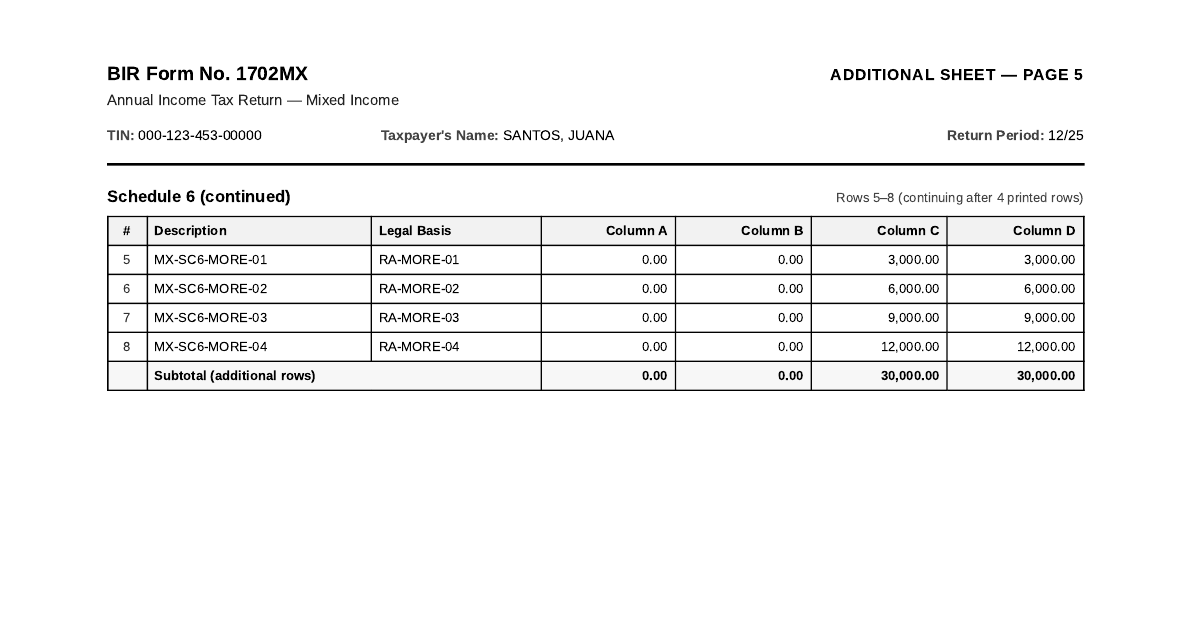 BIR Form No. 1702MX
ADDITIONAL SHEET — PAGE 5
Annual Income Tax Return — Mixed Income
TIN: 000-123-453-00000 Taxpayer's Name: SANTOS, JUANA Return Period: 12/25
Schedule 6 (continued)
Rows 5–8 (continuing after 4 printed rows)
# Description Legal Basis Column A Column B Column C Column D
5 MX-SC6-MORE-01 RA-MORE-01 0.00 0.00 3,000.00 3,000.00
6 MX-SC6-MORE-02 RA-MORE-02 0.00 0.00 6,000.00 6,000.00
7 MX-SC6-MORE-03 RA-MORE-03 0.00 0.00 9,000.00 9,000.00
8 MX-SC6-MORE-04 RA-MORE-04 0.00 0.00 12,000.00 12,000.00
Subtotal (additional rows) 0.00 0.00 30,000.00 30,000.00